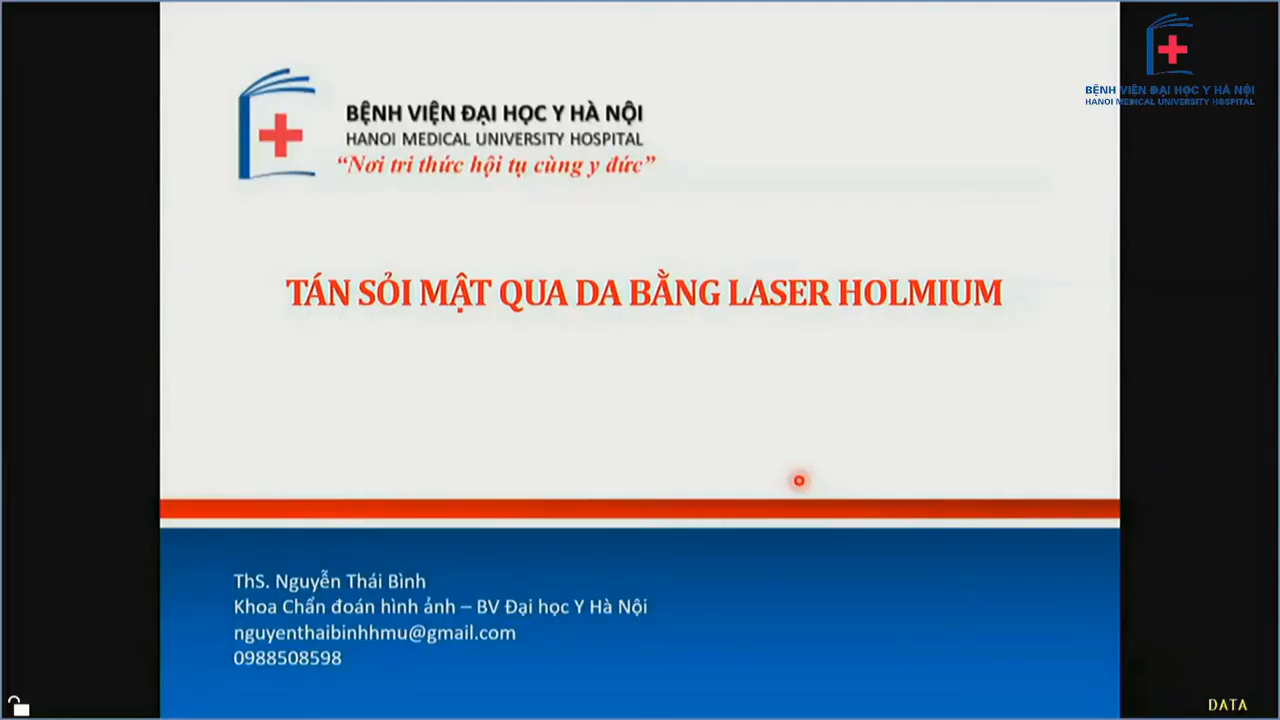 BỆNH VIỆN ĐẠI HỌC Y HÀ NỘI
HANOI MEDICAL UNIVERSITY HOSPITAL
BỆNH VIỆN ĐẠI HỌC Y HÀ NỘI
HANOI MEDICAL UNIVERSITY HOSPITAL
“Nơi tri thức hội tụ cùng y đức”
TÁN SỎI MẬT QUA DA BẰNG LASER HOLMIUM
ThS. Nguyễn Thái Bình
Khoa Chẩn đoán hình ảnh – BV Đại học Y Hà Nội
nguyenthaibinhhmu@gmail.com
0988508598
DATA